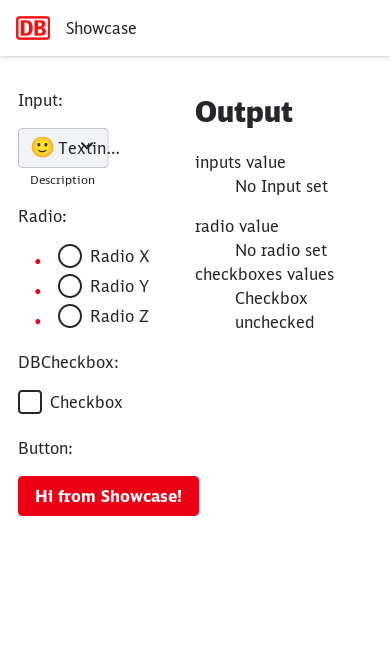 DB Showcase
Input:
🙂 Textin...
Description
Radio:
Radio X
Radio Y
Radio Z
DBCheckbox:
Checkbox
Button:
Hi from Showcase!
Output
inputs value
No Input set
radio value
No radio set
checkboxes values
Checkbox
unchecked